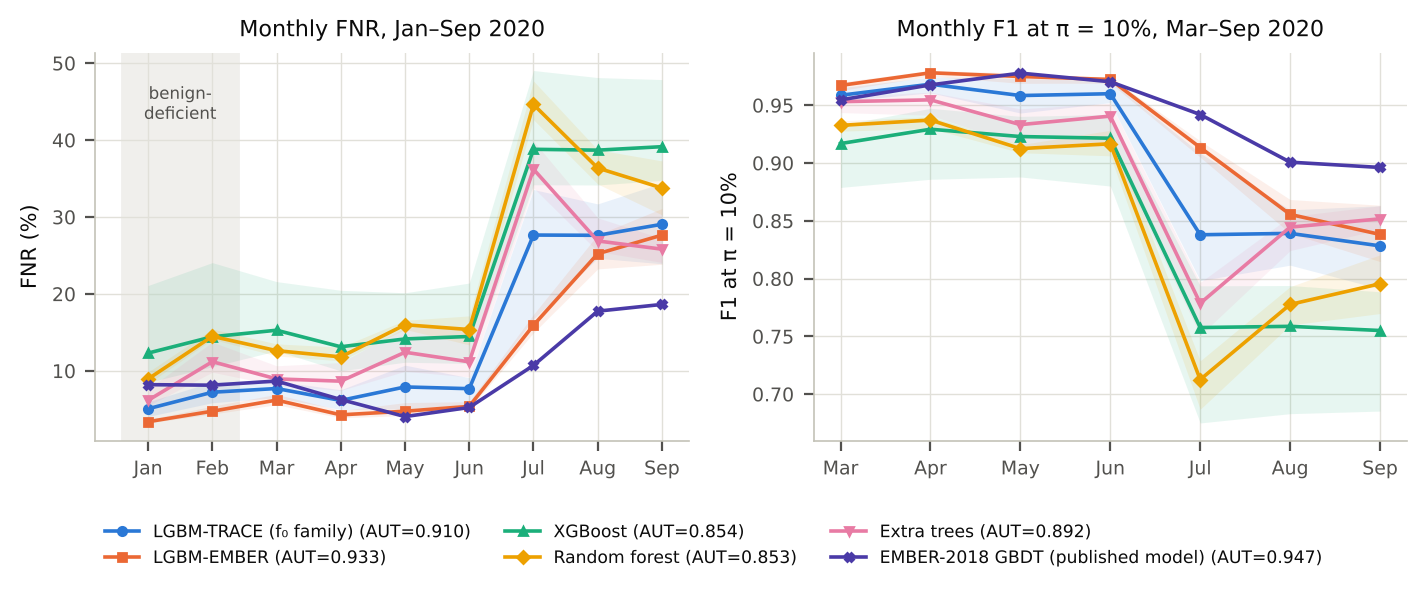 Monthly FNR, Jan–Sep 2020
FNR (%)
50
40
30
20
10
benign-
deficient
Jan Feb Mar Apr May Jun Jul Aug Sep
Monthly F1 at π = 10%, Mar–Sep 2020
F1 at π = 10%
0.95
0.90
0.85
0.80
0.75
0.70
Mar Apr May Jun Jul Aug Sep
LGBM-TRACE (f₀ family) (AUT=0.910)
LGBM-EMBER (AUT=0.933)
XGBoost (AUT=0.854)
Random forest (AUT=0.853)
Extra trees (AUT=0.892)
EMBER-2018 GBDT (published model) (AUT=0.947)